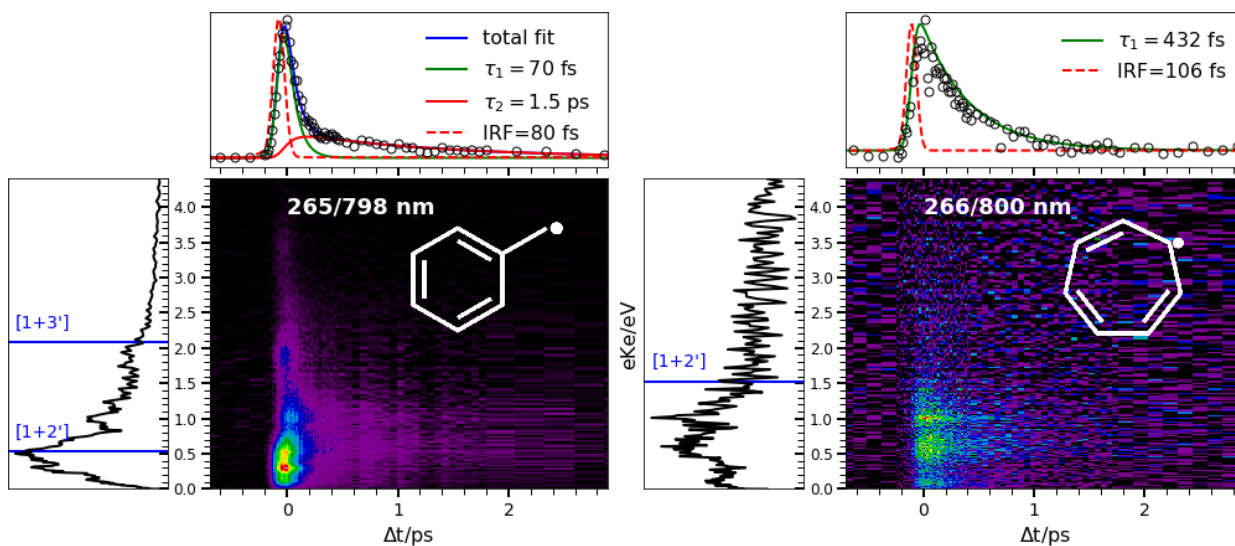 total fit
τ₁ = 70 fs
τ₂ = 1.5 ps
IRF=80 fs
τ₁ = 432 fs
IRF=106 fs
265/798 nm
[1+3']
[1+2']
4.0
3.5
3.0
2.5
2.0
1.5
1.0
0.5
0.0
0 1 2
Δt/ps
eKe/eV
266/800 nm
[1+2']
4.0
3.5
3.0
2.5
2.0
1.5
1.0
0.5
0.0
0 1 2
Δt/ps